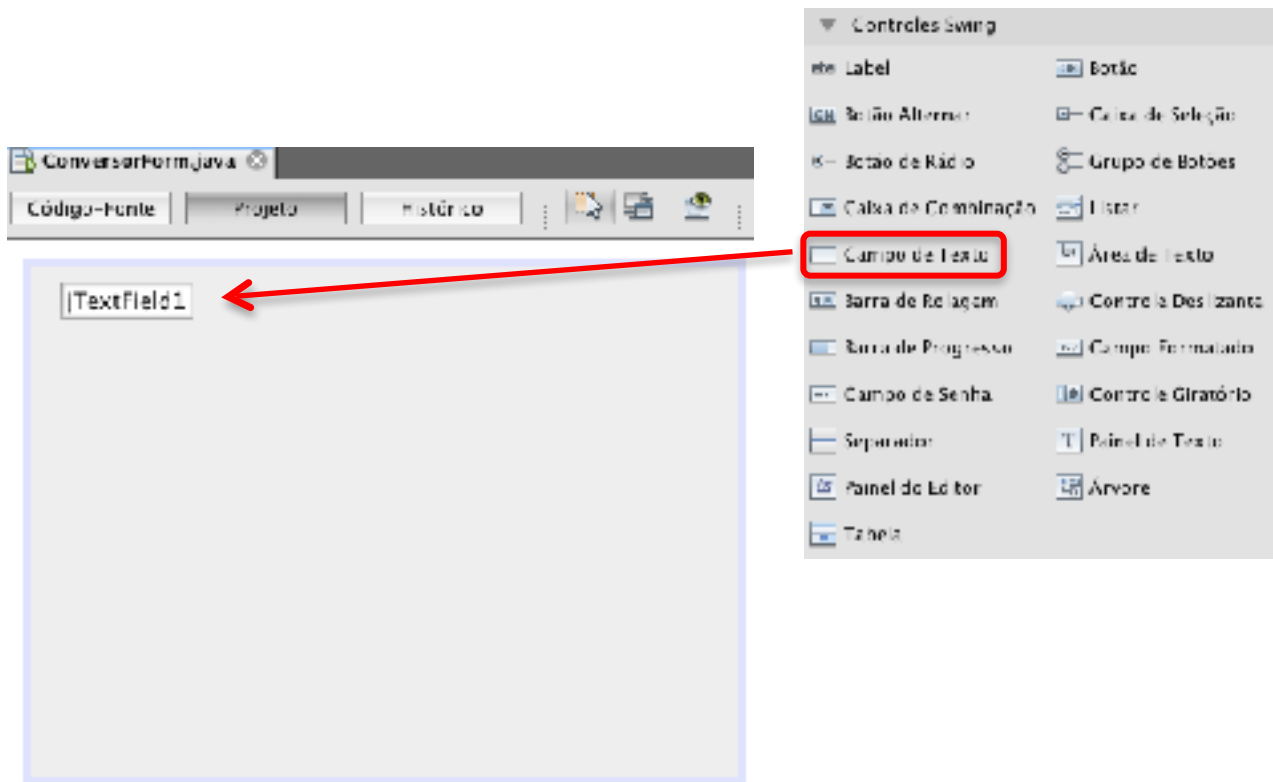 Controles Swing
Label
Botão
Botão Alternar
Caixa de Seleção
Botão de Rádio
Grupo de Botões
Caixa de Combinação
Listar
Campo de Texto
Área de Texto
Barra de Rolagem
Controle Deslizante
Barra de Progresso
Campo Formatado
Campo de Senha
Controle Giratório
Separador
Painel de Texto
Painel do Editor
Árvore
Tabela
ConversorForm.java
Código-Fonte Projeto Histórico
jTextField1